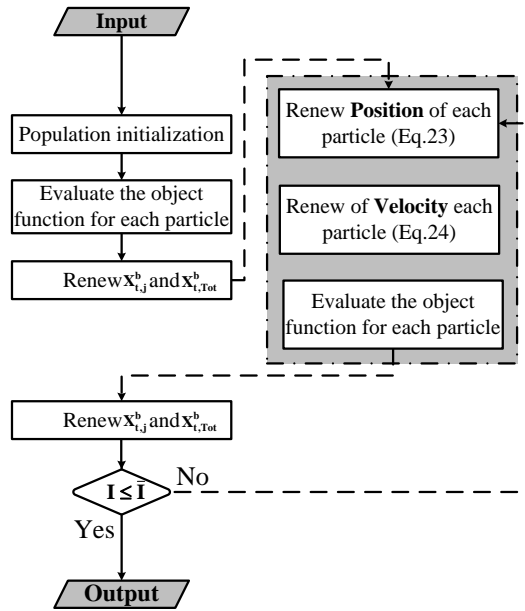 Input
Population initialization
Evaluate the object
function for each particle
Renew X^b_{t,j} and X^b_{t,Tot}
Renew Position of each
particle (Eq.23)
Renew of Velocity each
particle (Eq.24)
Evaluate the object
function for each particle
Renew X^b_{t,j} and X^b_{t,Tot}
I ≤ Ī
No
Yes
Output